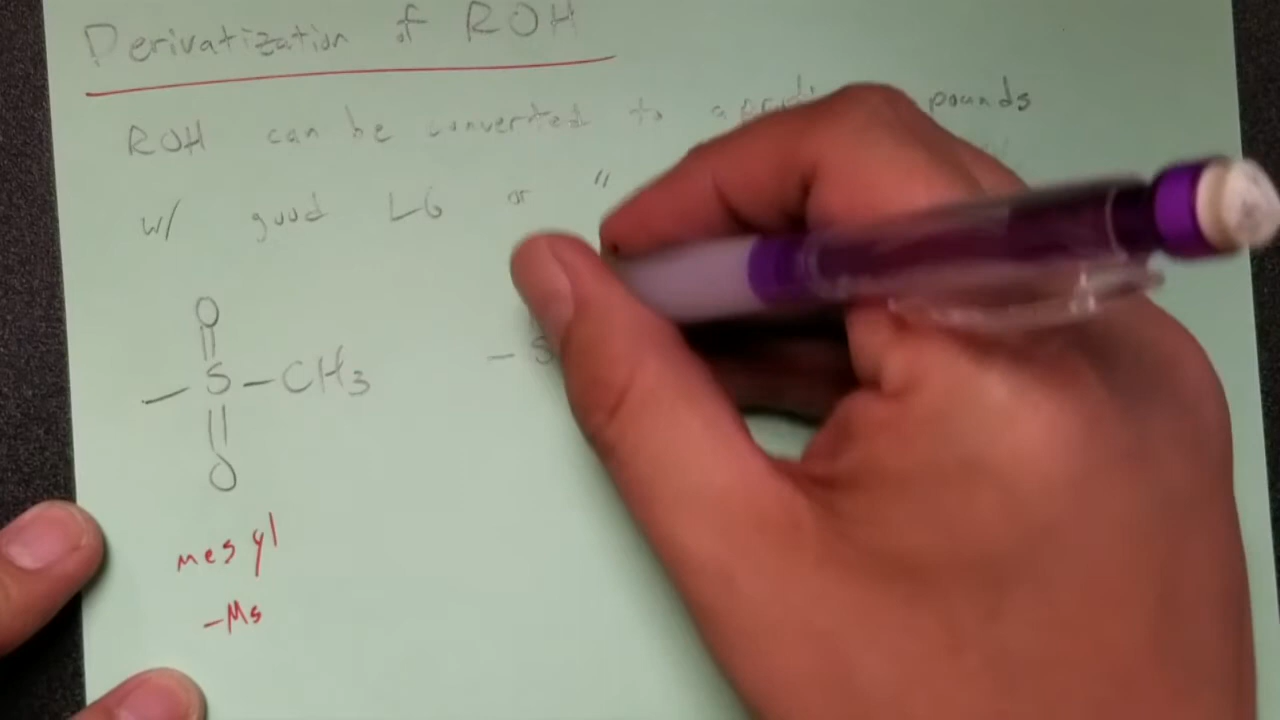 Derivatization of ROH
ROH can be converted to pounds
w/ good LG or "
O
– S – CH3
– S
O
mesyl
–Ms